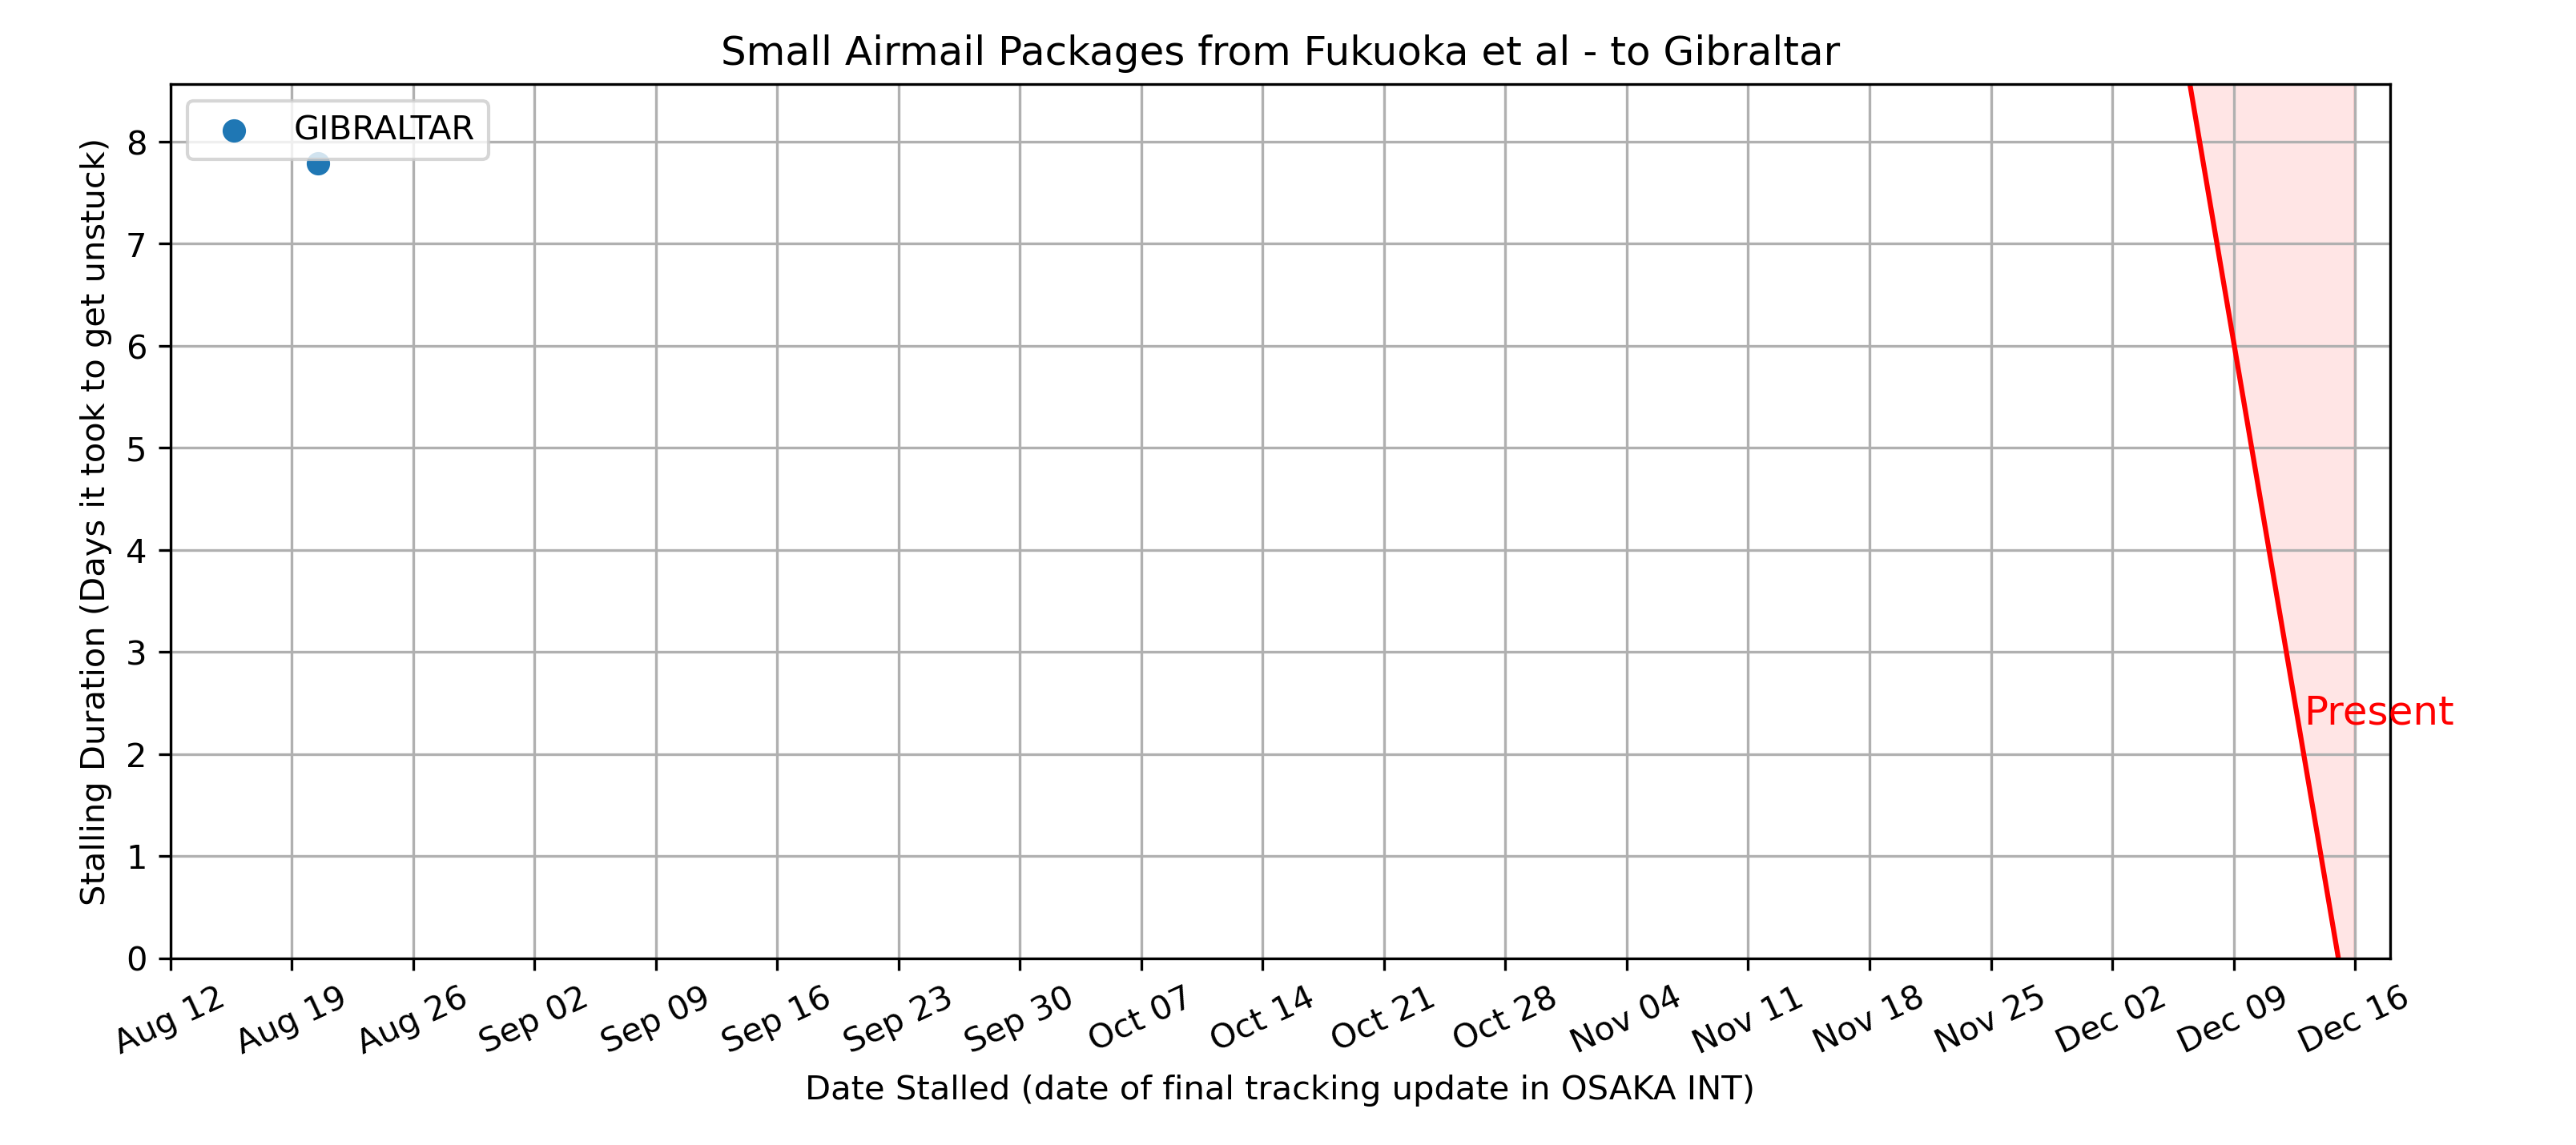 Small Airmail Packages from Fukuoka et al - to Gibraltar
GIBRALTAR
Stalling Duration (Days it took to get unstuck)
8
7
6
5
4
3
2
1
0
Present
Aug 12
Aug 19
Aug 26
Sep 02
Sep 09
Sep 16
Sep 23
Sep 30
Oct 07
Oct 14
Oct 21
Oct 28
Nov 04
Nov 11
Nov 18
Nov 25
Dec 02
Dec 09
Dec 16
Date Stalled (date of final tracking update in OSAKA INT)